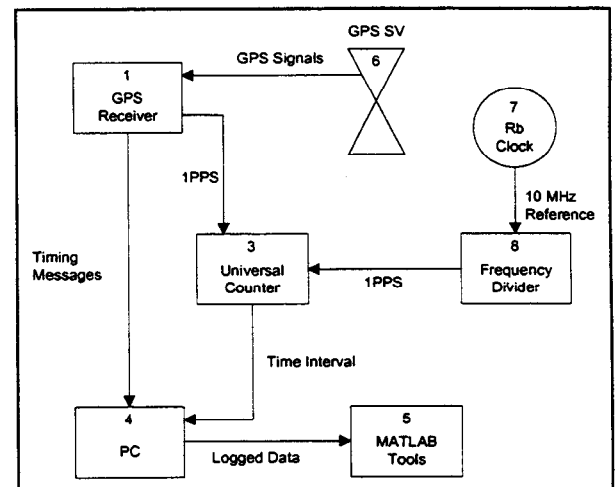 GPS SV
6
GPS Signals
1
GPS
Receiver
7
Rb
Clock
1PPS
10 MHz
Reference
Timing
Messages
3
Universal
Counter
1PPS
8
Frequency
Divider
Time Interval
4
PC
Logged Data
5
MATLAB
Tools